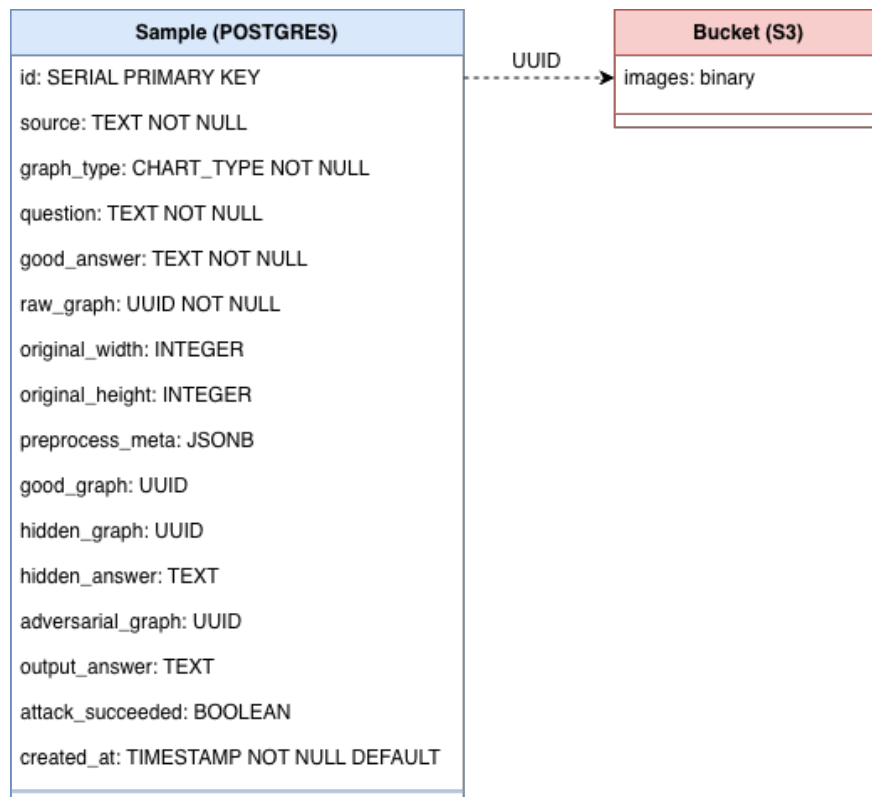 Sample (POSTGRES)
id: SERIAL PRIMARY KEY
source: TEXT NOT NULL
graph_type: CHART_TYPE NOT NULL
question: TEXT NOT NULL
good_answer: TEXT NOT NULL
raw_graph: UUID NOT NULL
original_width: INTEGER
original_height: INTEGER
preprocess_meta: JSONB
good_graph: UUID
hidden_graph: UUID
hidden_answer: TEXT
adversarial_graph: UUID
output_answer: TEXT
attack_succeeded: BOOLEAN
created_at: TIMESTAMP NOT NULL DEFAULT
UUID
Bucket (S3)
images: binary